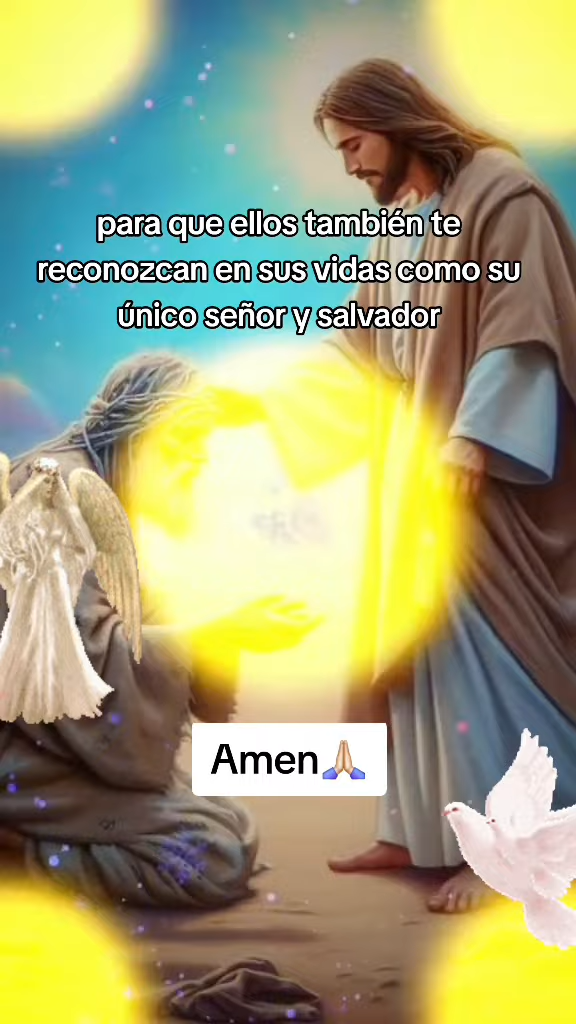 para que ellos también te
reconozcan en sus vidas como su
único señor y salvador
Amen🙏🏼